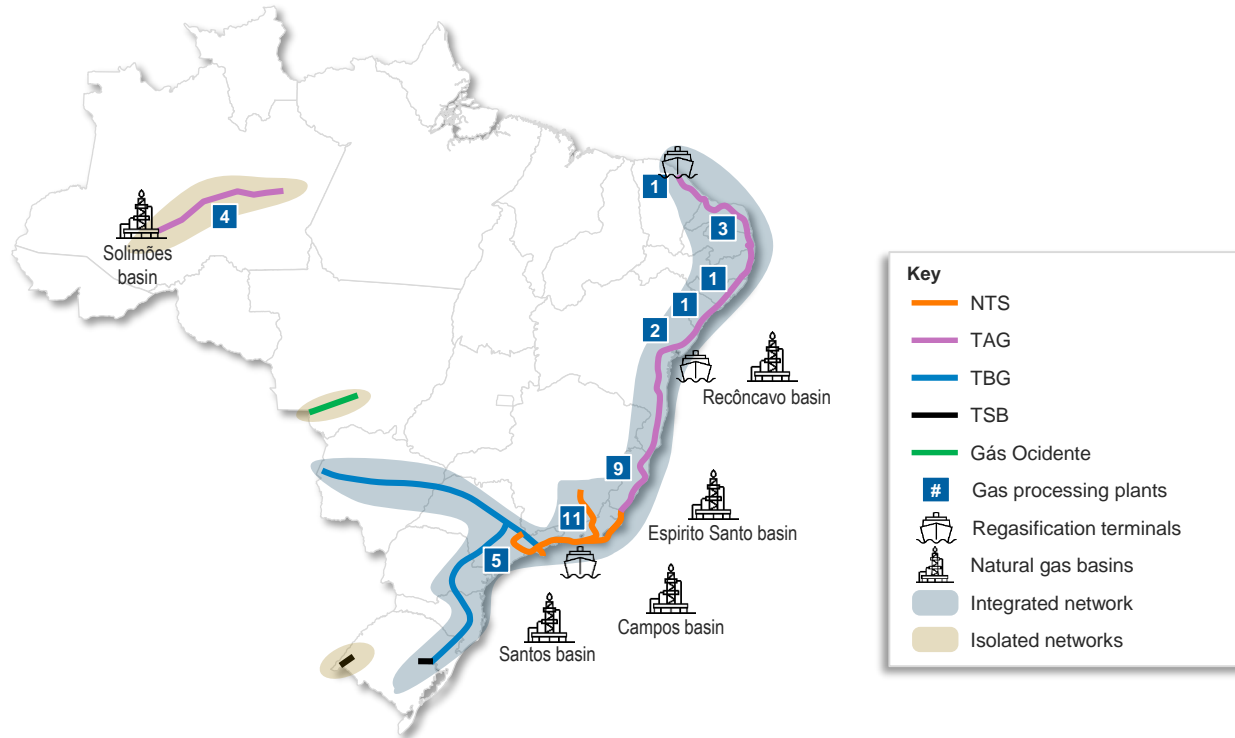 1
3
4
Solimões
basin
1
1
2
Recôncavo basin
9
11
Espirito Santo basin
5
Campos basin
Santos basin
Key
NTS
TAG
TBG
TSB
Gás Ocidente
# Gas processing plants
Regasification terminals
Natural gas basins
Integrated network
Isolated networks